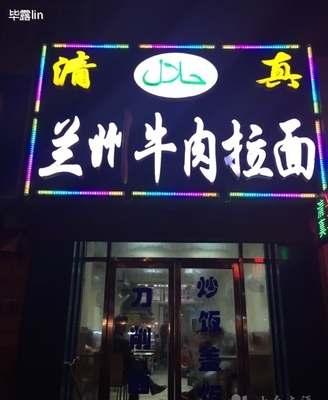 毕露lin
清 حلال 真
兰州牛肉拉面
刀削
炒饭盖饭